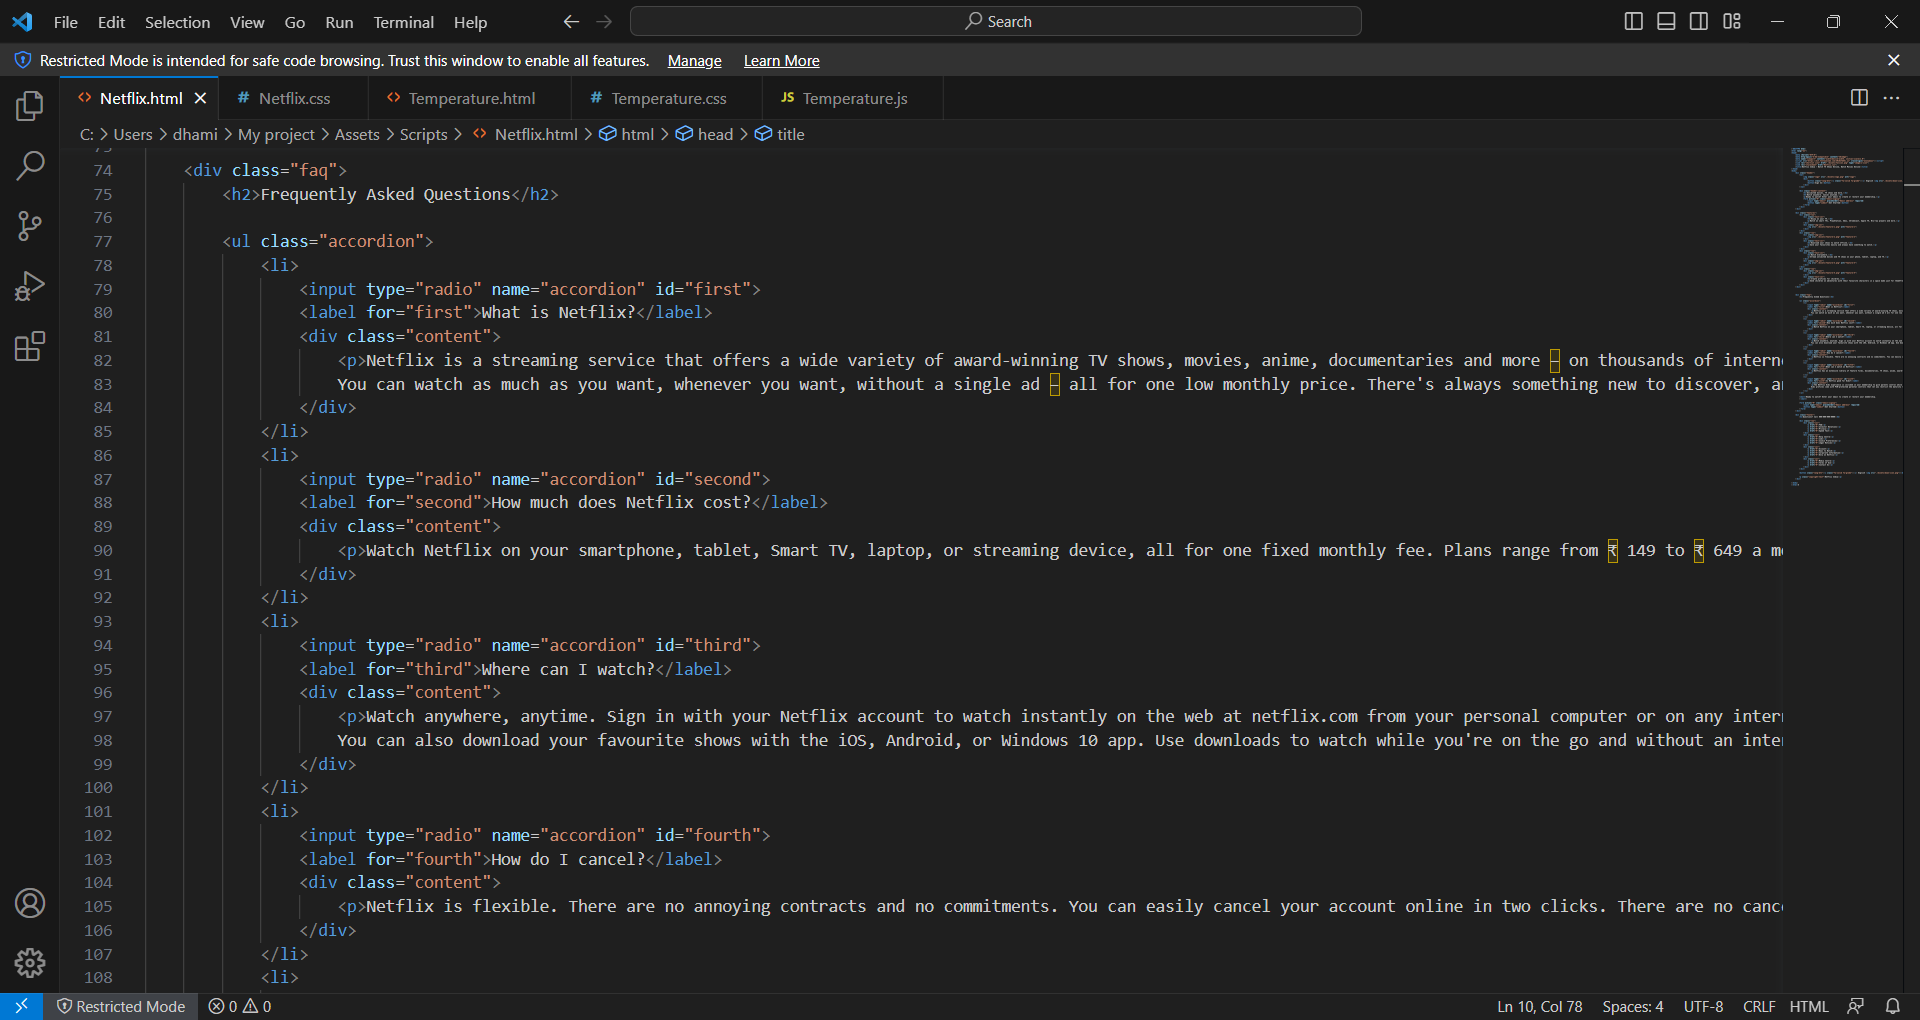 File Edit Selection View Go Run Terminal Help Search
Restricted Mode is intended for safe code browsing. Trust this window to enable all features. Manage Learn More
<> Netflix.html # Netflix.css <> Temperature.html # Temperature.css JS Temperature.js
C: > Users > dhami > My project > Assets > Scripts > <> Netflix.html > html > head > title
74 <div class="faq">
75 <h2>Frequently Asked Questions</h2>
76
77 <ul class="accordion">
78 <li>
79 <input type="radio" name="accordion" id="first">
80 <label for="first">What is Netflix?</label>
81 <div class="content">
82 <p>Netflix is a streaming service that offers a wide variety of award-winning TV shows, movies, anime, documentaries and more – on thousands of intern
83 You can watch as much as you want, whenever you want, without a single ad – all for one low monthly price. There's always something new to discover, a
84 </div>
85 </li>
86 <li>
87 <input type="radio" name="accordion" id="second">
88 <label for="second">How much does Netflix cost?</label>
89 <div class="content">
90 <p>Watch Netflix on your smartphone, tablet, Smart TV, laptop, or streaming device, all for one fixed monthly fee. Plans range from ₹ 149 to ₹ 649 a m
91 </div>
92 </li>
93 <li>
94 <input type="radio" name="accordion" id="third">
95 <label for="third">Where can I watch?</label>
96 <div class="content">
97 <p>Watch anywhere, anytime. Sign in with your Netflix account to watch instantly on the web at netflix.com from your personal computer or on any inter
98 You can also download your favourite shows with the iOS, Android, or Windows 10 app. Use downloads to watch while you're on the go and without an inte
99 </div>
100 </li>
101 <li>
102 <input type="radio" name="accordion" id="fourth">
103 <label for="fourth">How do I cancel?</label>
104 <div class="content">
105 <p>Netflix is flexible. There are no annoying contracts and no commitments. You can easily cancel your account online in two clicks. There are no canc
106 </div>
107 </li>
108 <li>
Restricted Mode 0 0 Ln 10, Col 78 Spaces: 4 UTF-8 CRLF HTML